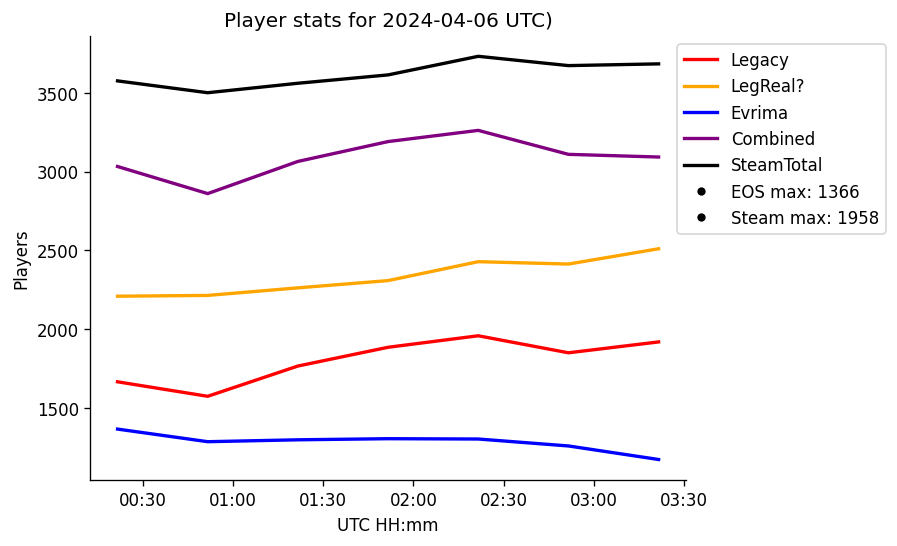 Player stats for 2024-04-06 UTC)
Legacy
LegReal?
Evrima
Combined
SteamTotal
EOS max: 1366
Steam max: 1958
Players
3500
3000
2500
2000
1500
00:30 01:00 01:30 02:00 02:30 03:00 03:30
UTC HH:mm